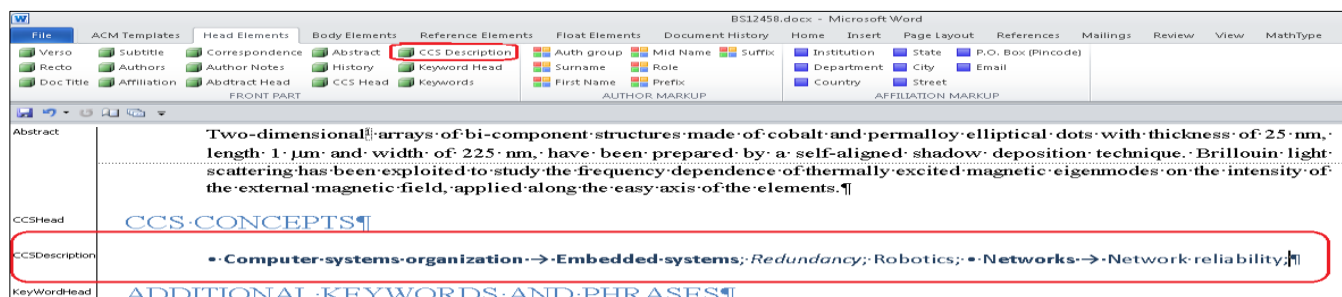 W BS12458.docx - Microsoft Word
File ACM Templates Head Elements Body Elements Reference Elements Float Elements Document History Home Insert Page Layout References Mailings Review View MathType
Verso Subtitle Correspondence Abstract CCS Description Auth group Mid Name Suffix Institution State P.O. Box (Pincode)
Recto Authors Author Notes History Keyword Head Surname Role Department City Email
Doc Title Affiliation Abdtract Head CCS Head Keywords First Name Prefix Country Street
FRONT PART AUTHOR MARKUP AFFILIATION MARKUP
Abstract Two-dimensional¹·arrays·of·bi-component·structures·made·of·cobalt·and·permalloy·elliptical·dots·with·thickness·of·25·nm,·
length·1·μm·and·width·of·225·nm,·have·been·prepared·by·a·self-aligned·shadow·deposition·technique.·Brillouin·light·
scattering·has·been·exploited·to·study·the·frequency·dependence·of·thermally·excited·magnetic·eigenmodes·on·the·intensity·of·
the·external·magnetic·field,·applied·along·the·easy·axis·of·the·elements.¶
CCSHead CCS·CONCEPTS¶
CCSDescription •·Computer·systems·organization·→·Embedded·systems;·Redundancy;·Robotics;·•·Networks·→·Network·reliability;¶
KeyWordHead ADDITIONAL·KEYWORDS·AND·PHRASES¶